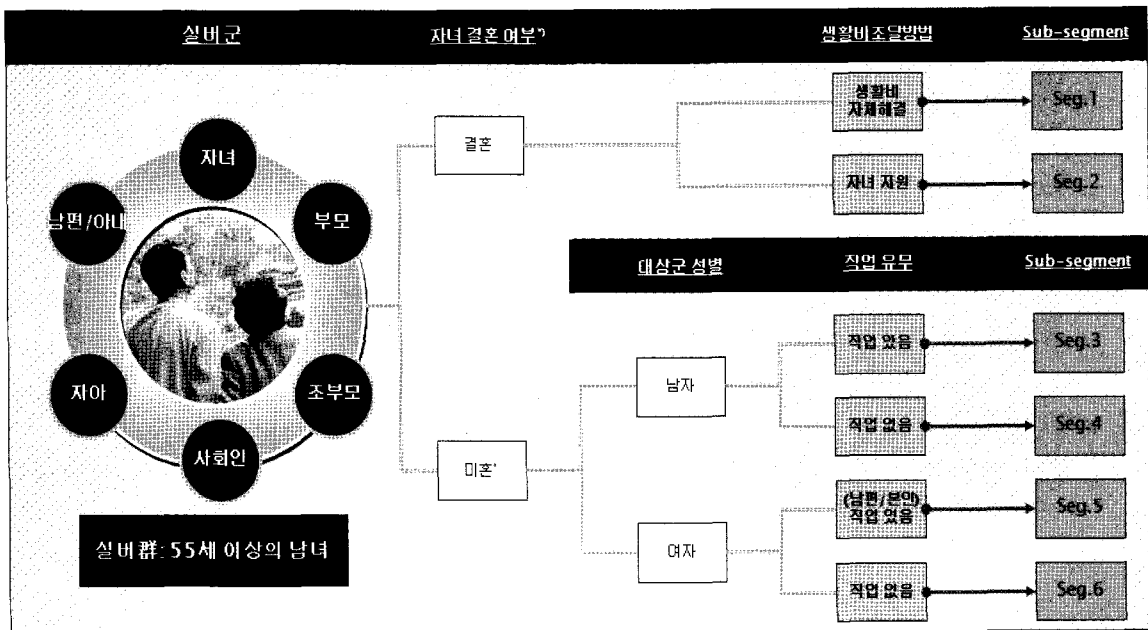 실버군 자녀 결혼 여부*) 생활비조달방법 Sub-segment
자녀
남편/아내
부모
자아
조부모
사회인
실버群: 55세 이상의 남녀
결혼
생활비
자체해결
Seg.1
자녀 지원
Seg.2
대상군 성별 직업 유무 Sub-segment
미혼*
남자
직업 있음
Seg.3
직업 없음
Seg.4
여자
(남편/본인)
직업 있음
Seg.5
직업 없음
Seg.6